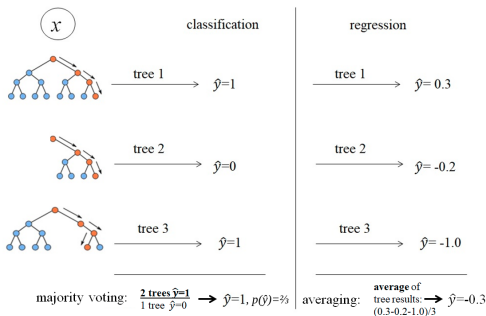 x classification regression
tree 1 ŷ=1 tree 1 ŷ= 0.3
tree 2 ŷ=0 tree 2 ŷ= -0.2
tree 3 ŷ=1 tree 3 ŷ= -1.0
majority voting: 2 trees ŷ=1 ŷ=1, p(ŷ)=⅔ averaging: average of ŷ=-0.3
1 tree ŷ=0 tree results:
(0.3-0.2-1.0)/3